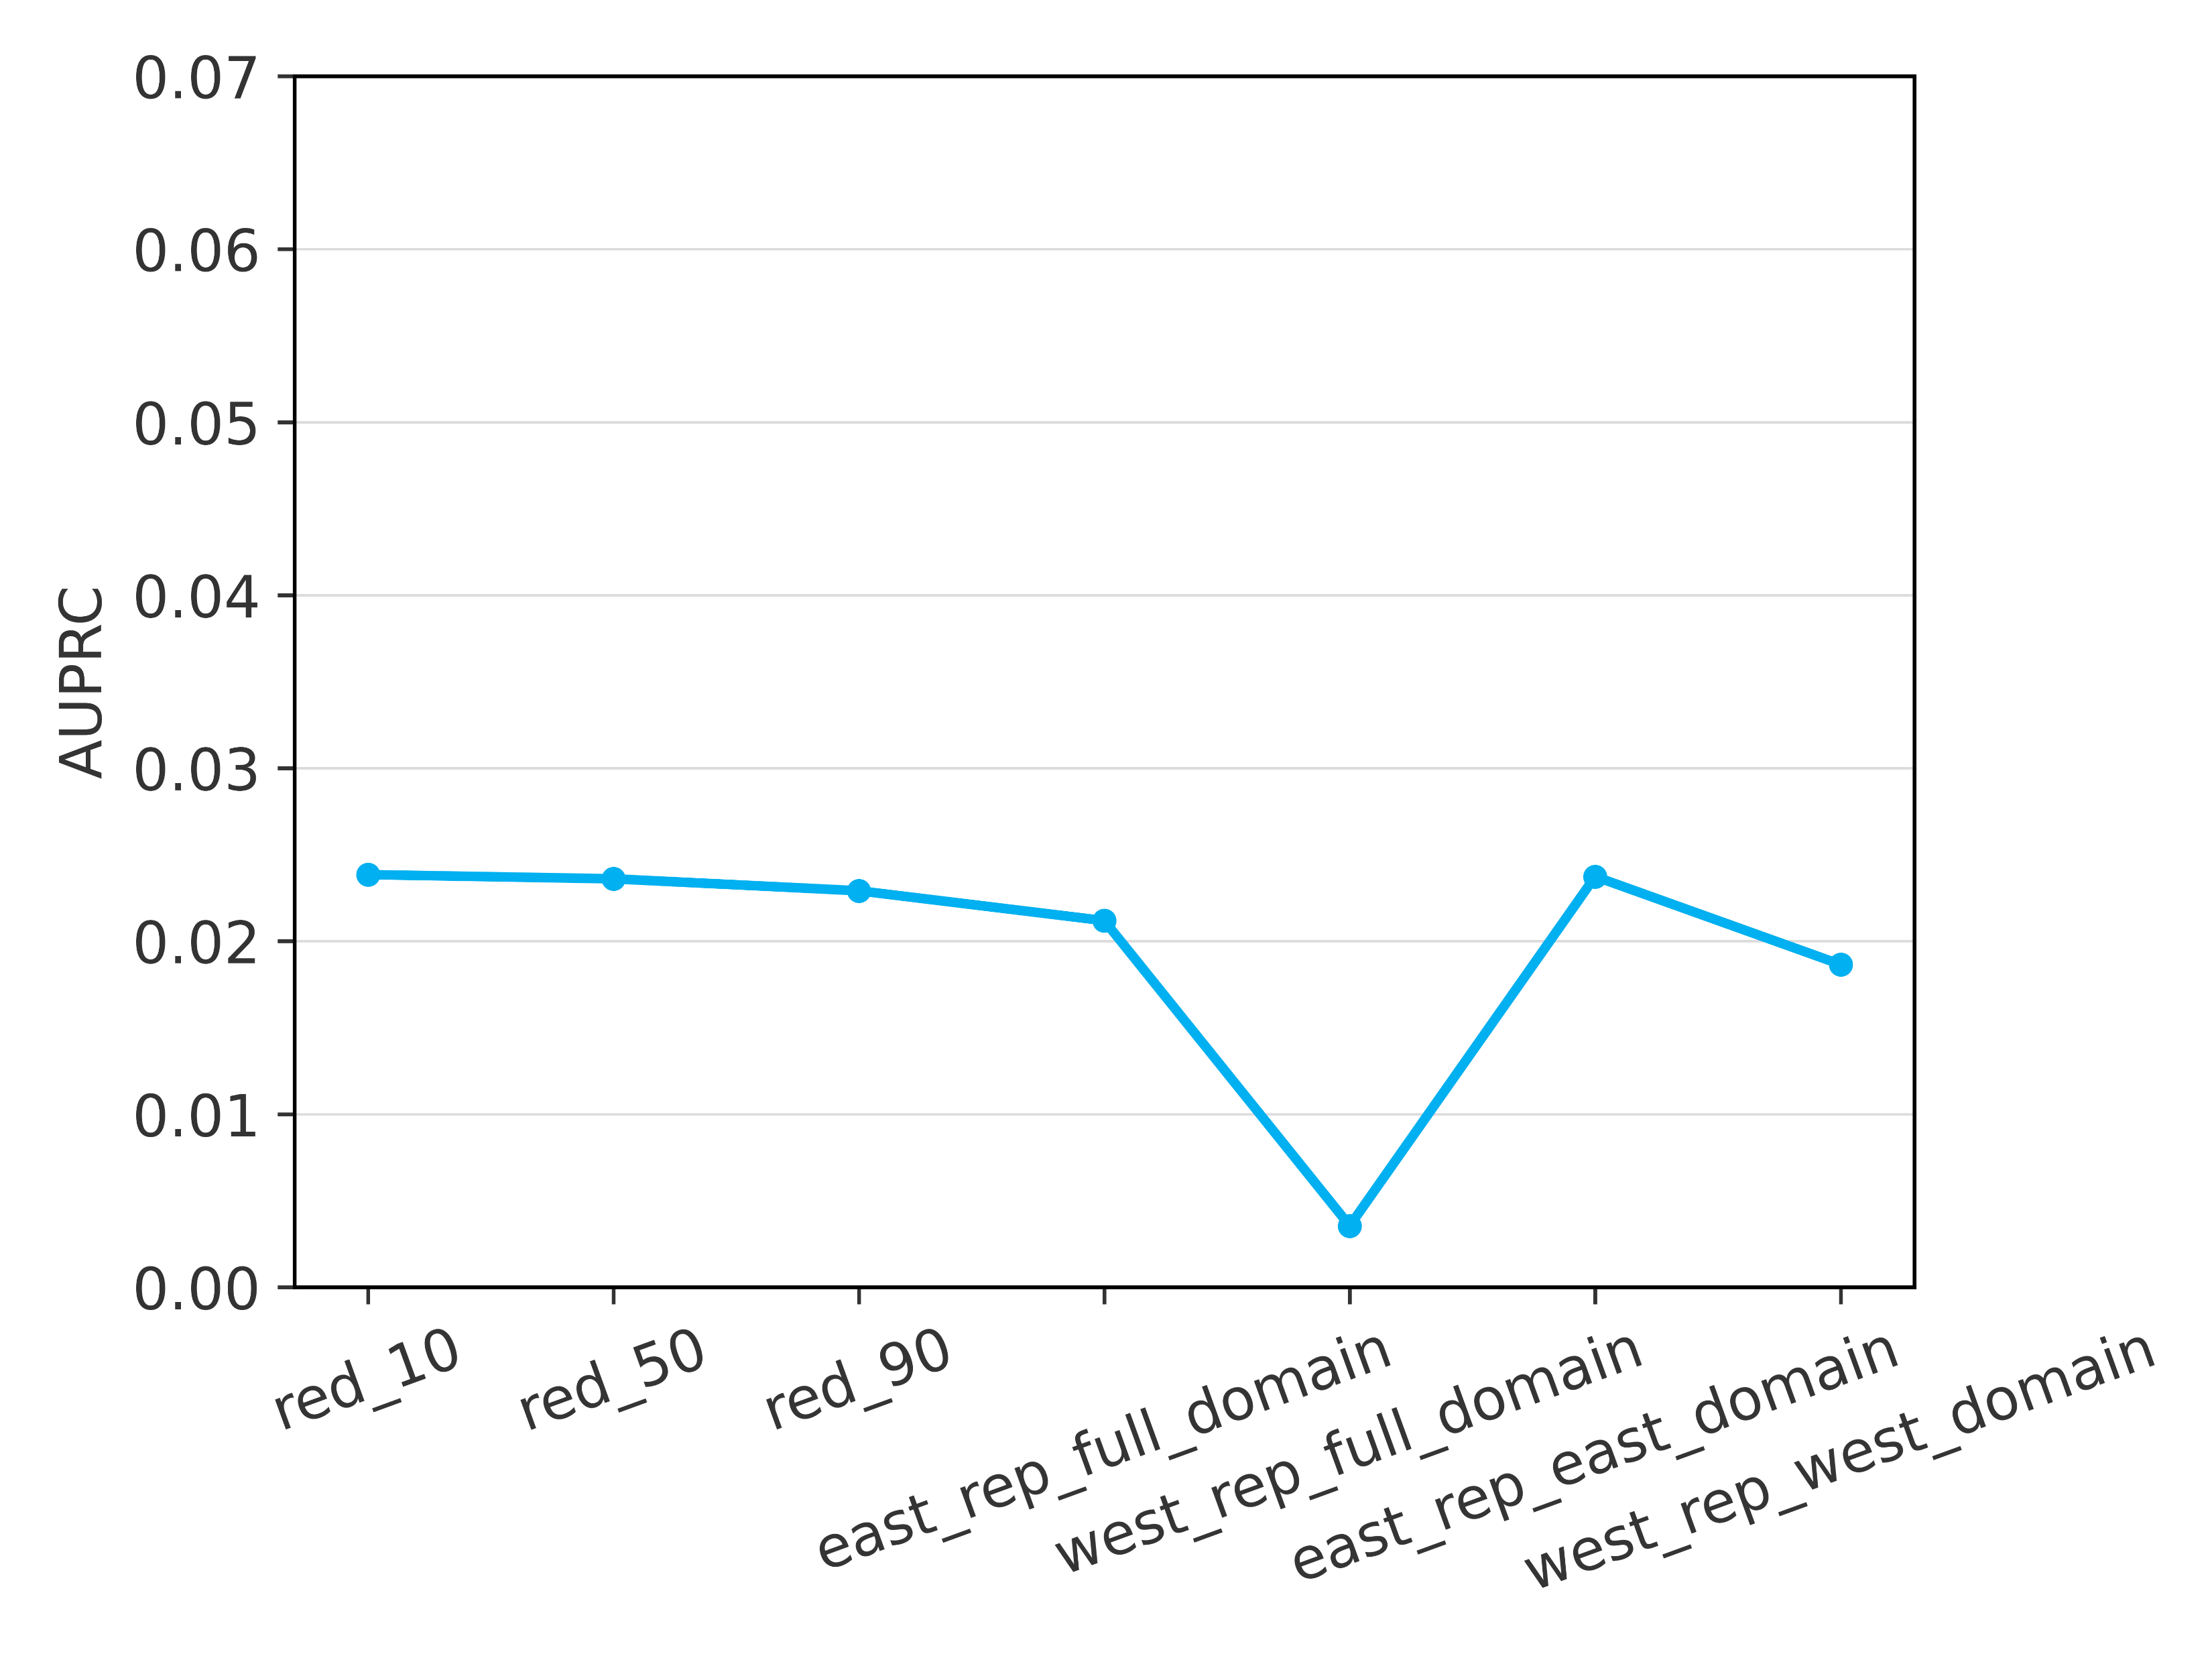 0.07
0.06
0.05
0.04
0.03
0.02
0.01
0.00
AUPRC
red_10
red_50
red_90
east_rep_full_domain
west_rep_full_domain
east_rep_east_domain
west_rep_west_domain